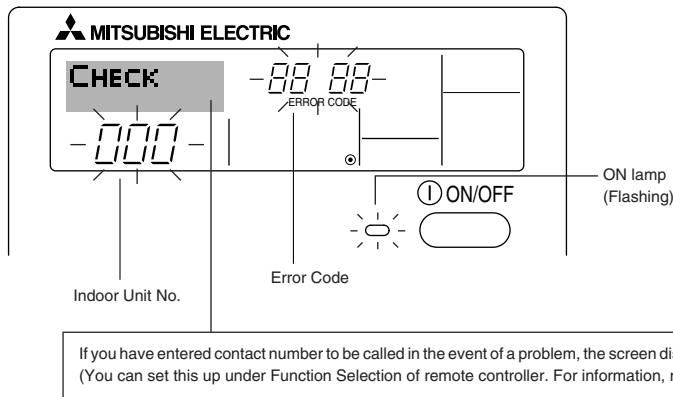 MITSUBISHI ELECTRIC
CHECK
88 88
ERROR CODE
000
ON lamp
(Flashing)
ON/OFF
Error Code
Indoor Unit No.
If you have entered contact number to be called in the event of a problem, the screen
(You can set this up under Function Selection of remote controller. For information,